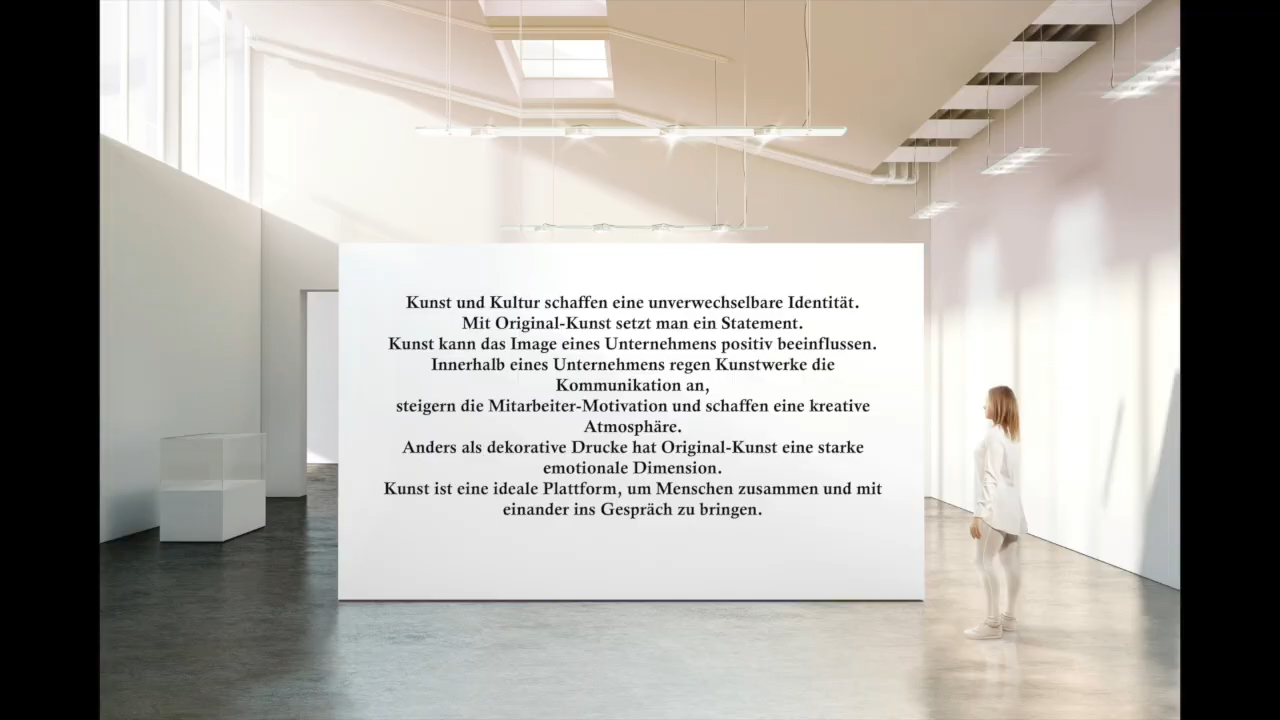 Kunst und Kultur schaffen eine unverwechselbare Identität.
Mit Original-Kunst setzt man ein Statement.
Kunst kann das Image eines Unternehmens positiv beeinflussen.
Innerhalb eines Unternehmens regen Kunstwerke die
Kommunikation an,
steigern die Mitarbeiter-Motivation und schaffen eine kreative
Atmosphäre.
Anders als dekorative Drucke hat Original-Kunst eine starke
emotionale Dimension.
Kunst ist eine ideale Plattform, um Menschen zusammen und mit
einander ins Gespräch zu bringen.